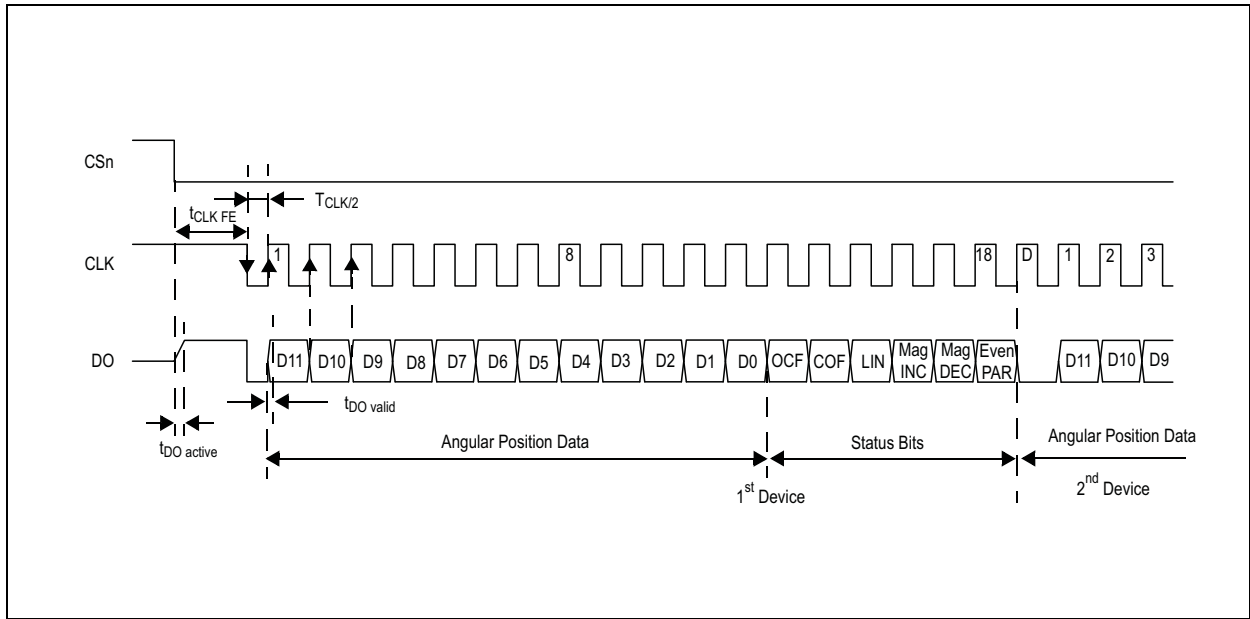 CSn
TCLK/2
tCLK FE
CLK
1
8
18
D
1
2
3
DO
D11
D10
D9
D8
D7
D6
D5
D4
D3
D2
D1
D0
OCF
COF
LIN
Mag
INC
Mag
DEC
Even
PAR
D11
D10
D9
tDO valid
tDO active
Angular Position Data
Status Bits
Angular Position Data
1st Device
2nd Device